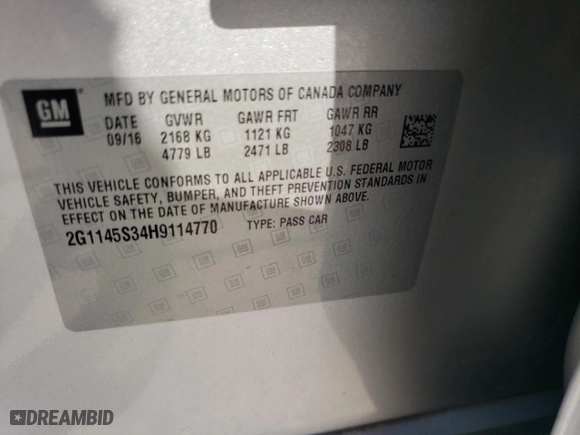 GM
MFD BY GENERAL MOTORS OF CANADA COMPANY
DATE GVWR GAWR FRT GAWR RR
09/16 2168 KG 1121 KG 1047 KG
4779 LB 2471 LB 2308 LB
THIS VEHICLE CONFORMS TO ALL APPLICABLE U.S. FEDERAL MOTOR
VEHICLE SAFETY, BUMPER, AND THEFT PREVENTION STANDARDS IN
EFFECT ON THE DATE OF MANUFACTURE SHOWN ABOVE.
2G1145S34H9114770 TYPE: PASS CAR
DREAMBID